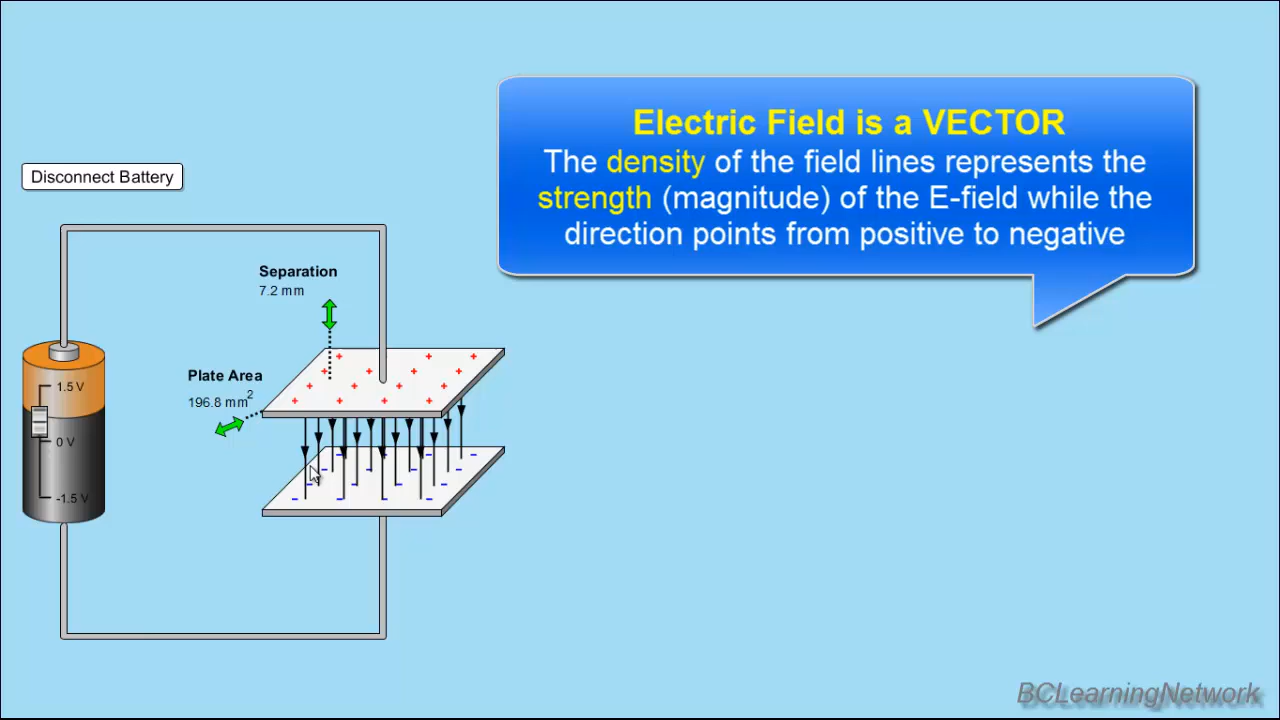 Electric Field is a VECTOR
The density of the field lines represents the
strength (magnitude) of the E-field while the
direction points from positive to negative
Disconnect Battery
Separation
7.2 mm
Plate Area
196.8 mm2
1.5 V
0 V
-1.5 V
BCLearningNetwork